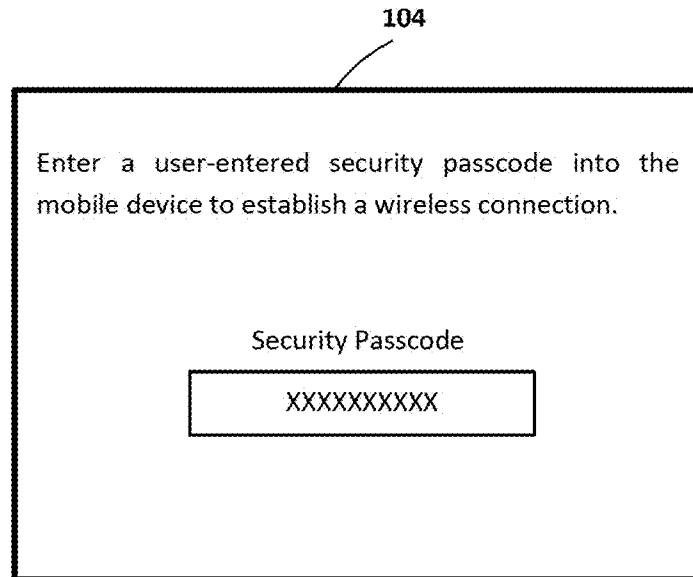 104
Enter a user-entered security passcode into the
mobile device to establish a wireless connection.
Security Passcode
XXXXXXXXXX